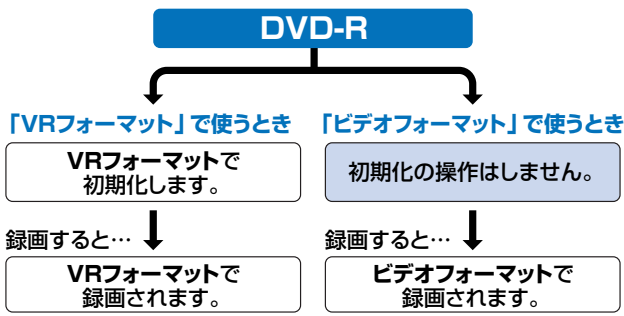 DVD-R
「VRフォーマット」で使うとき
VRフォーマットで
初期化します。
録画すると…
VRフォーマットで
録画されます。
「ビデオフォーマット」で使うとき
初期化の操作はしません。
録画すると…
ビデオフォーマットで
録画されます。